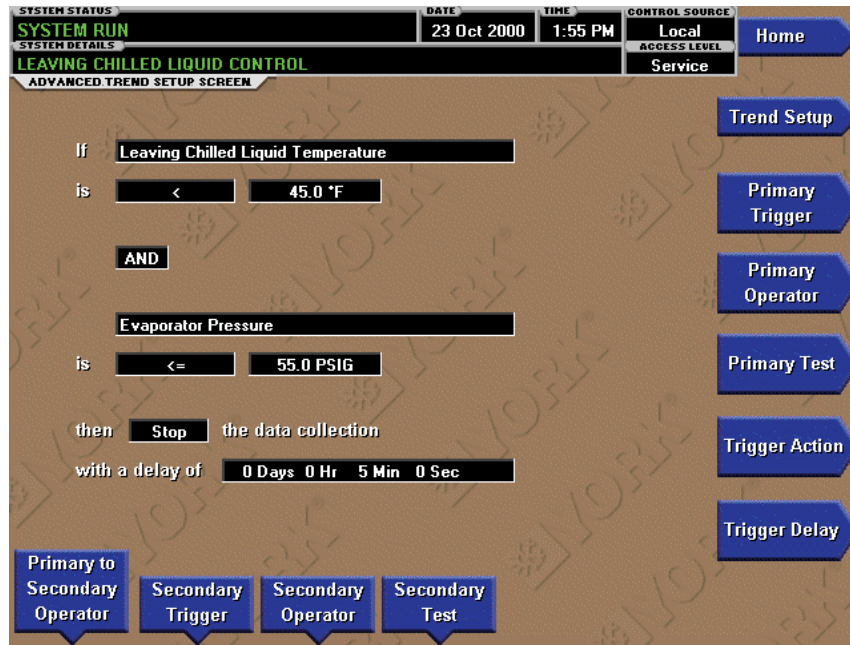 SYSTEM STATUS
SYSTEM RUN
DATE
23 Oct 2000
TIME
1:55 PM
CONTROL SOURCE
Local
SYSTEM DETAILS
LEAVING CHILLED LIQUID CONTROL
ACCESS LEVEL
Service
Home
ADVANCED TREND SETUP SCREEN
Trend Setup
If Leaving Chilled Liquid Temperature
is < 45.0 °F
Primary
Trigger
AND
Primary
Operator
Evaporator Pressure
is <= 55.0 PSIG
Primary Test
then Stop the data collection
Trigger Action
with a delay of 0 Days 0 Hr 5 Min 0 Sec
Trigger Delay
Primary to
Secondary
Operator
Secondary
Trigger
Secondary
Operator
Secondary
Test
YORK